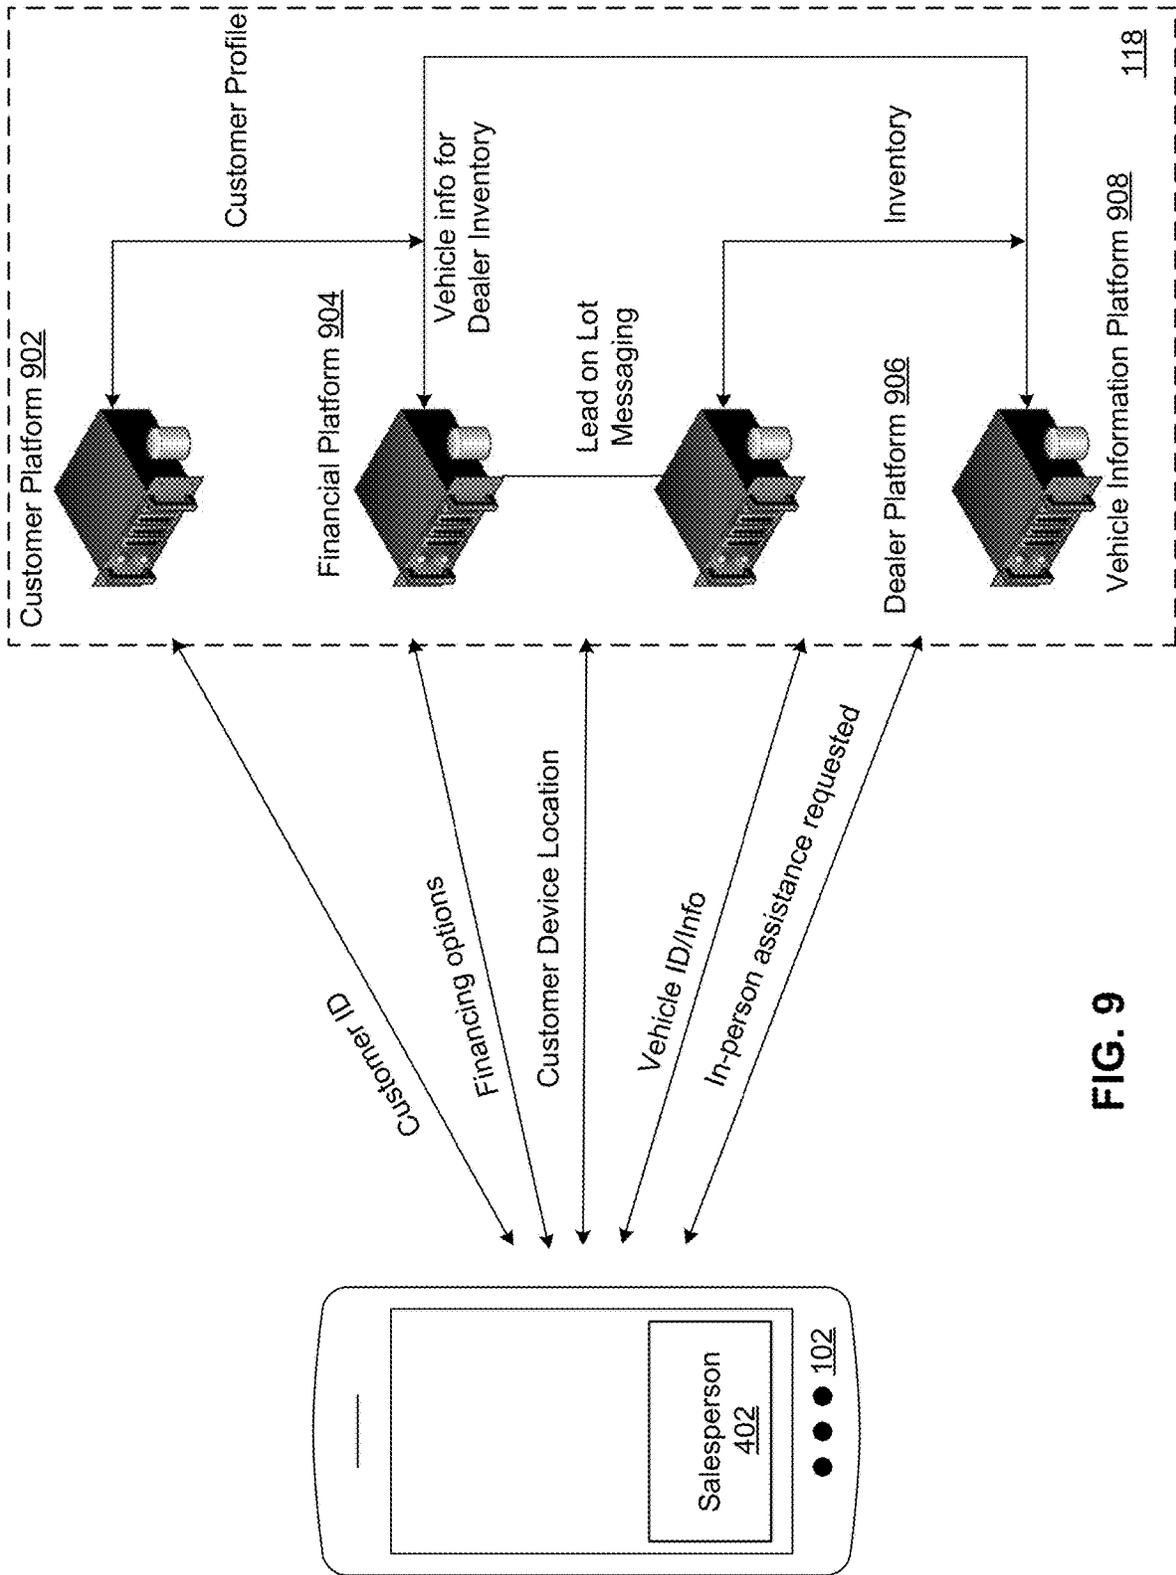 Customer Platform 902
Customer Profile
Financial Platform 904
Vehicle info for
Dealer Inventory
Lead on Lot
Messaging
Dealer Platform 906
Inventory
Vehicle Information Platform 908
118
Customer ID
Financing options
Customer Device Location
Vehicle ID/Info
In-person assistance requested
Salesperson
402
102
FIG. 9